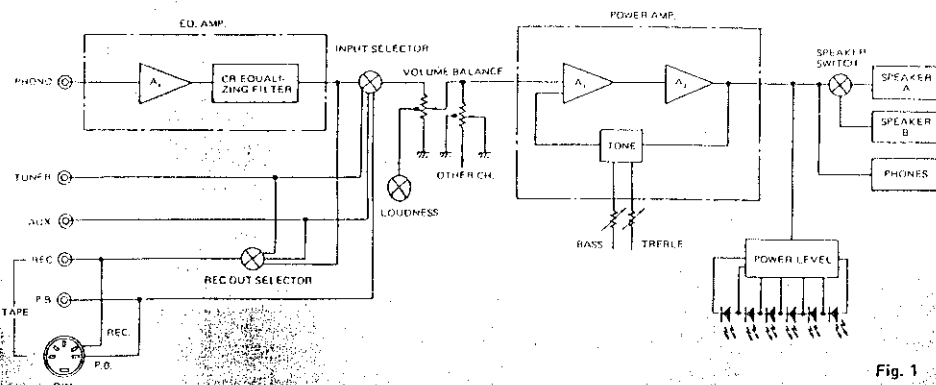 EQ. AMP.
POWER AMP.
INPUT SELECTOR
SPEAKER
SWITCH
VOLUME BALANCE
PHONO
CR EQUALI-
ZING FILTER
A₁
A₂
SPEAKER
A
SPEAKER
B
TONE
PHONES
TUNER
OTHER CH.
LOUDNESS
AUX
BASS
TREBLE
REC
REC OUT SELECTOR
POWER LEVEL
P.B
TAPE
REC.
P.B.
DIN
Fig. 1